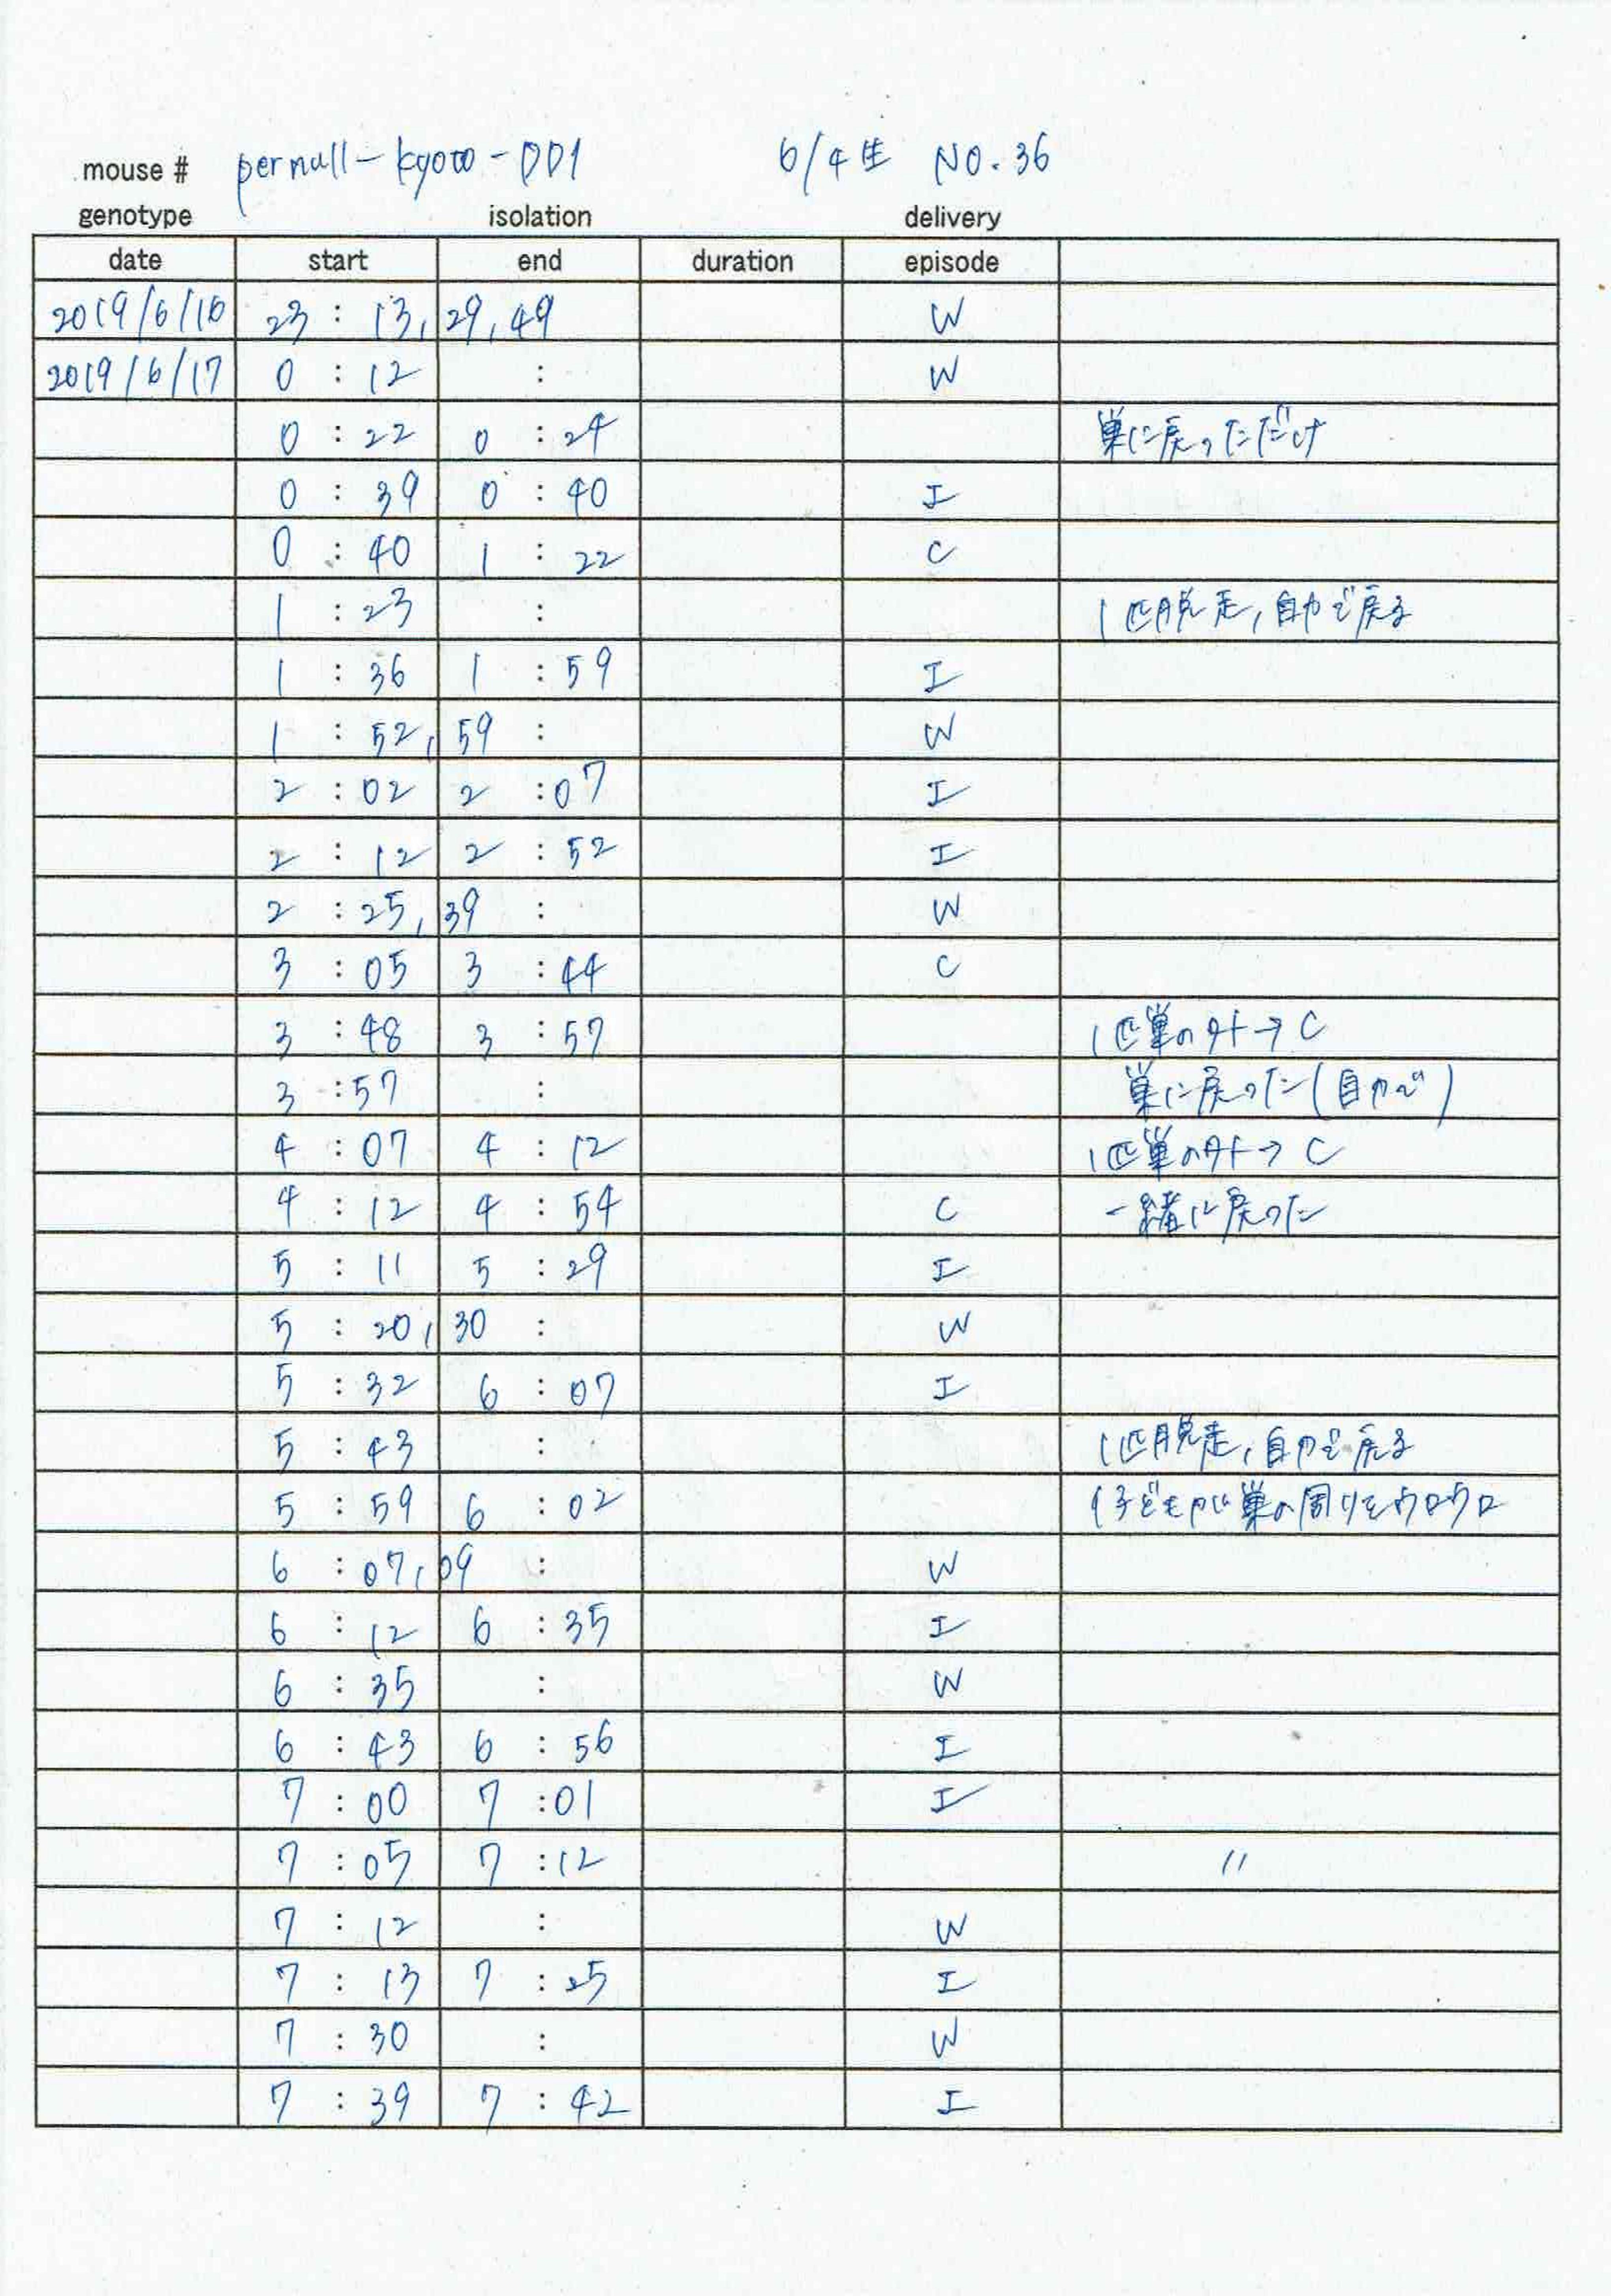 mouse # pernull-kyoto-001 6/4生 NO.36
genotype isolation delivery
date start end duration episode
2019/6/16 23 : 13, 29, 49 W
2019/6/17 0 : 12 : W
0 : 22 0 : 24 巣に戻っただけ
0 : 39 0 : 40 I
0 : 40 1 : 22 C
1 : 23 : 1匹脱走, 自力で戻る
1 : 36 1 : 59 I
1 : 52, 59 : W
2 : 02 2 : 07 I
2 : 12 2 : 52 I
2 : 25, 39 : W
3 : 05 3 : 44 C
3 : 48 3 : 57 1匹巣の外→C
3 : 57 : 巣に戻った(自力で)
4 : 07 4 : 12 1匹巣の外→C
4 : 12 4 : 54 C 一緒に戻った
5 : 11 5 : 29 I
5 : 20, 30 : W
5 : 32 6 : 07 I
5 : 43 : 1匹脱走, 自力で戻る
5 : 59 6 : 02 子どもが巣の周りをウロウロ
6 : 07, 09 : W
6 : 12 6 : 35 I
6 : 35 : W
6 : 43 6 : 56 I
7 : 00 7 : 01 I
7 : 05 7 : 12 〃
7 : 12 : W
7 : 13 7 : 25 I
7 : 30 : W
7 : 39 7 : 42 I